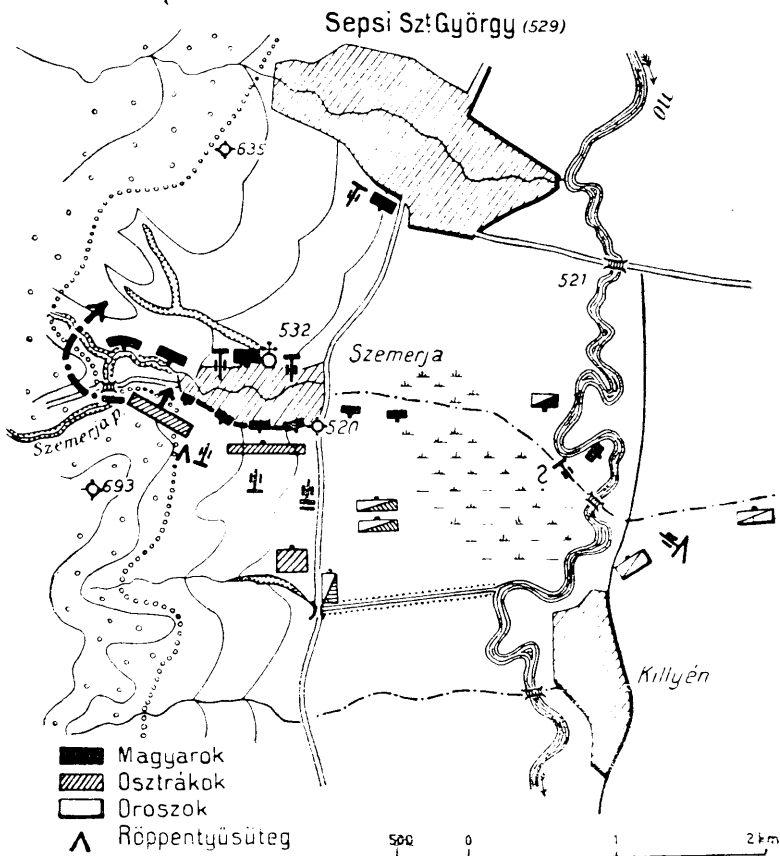 Sepsi Szt György (529)
Olt
635
521
532
Szemerja
520
Szemerja p.
?
693
Killyén
Magyarok
Osztrákok
Oroszok
Röppentyűsüteg
500 0 1 2 km